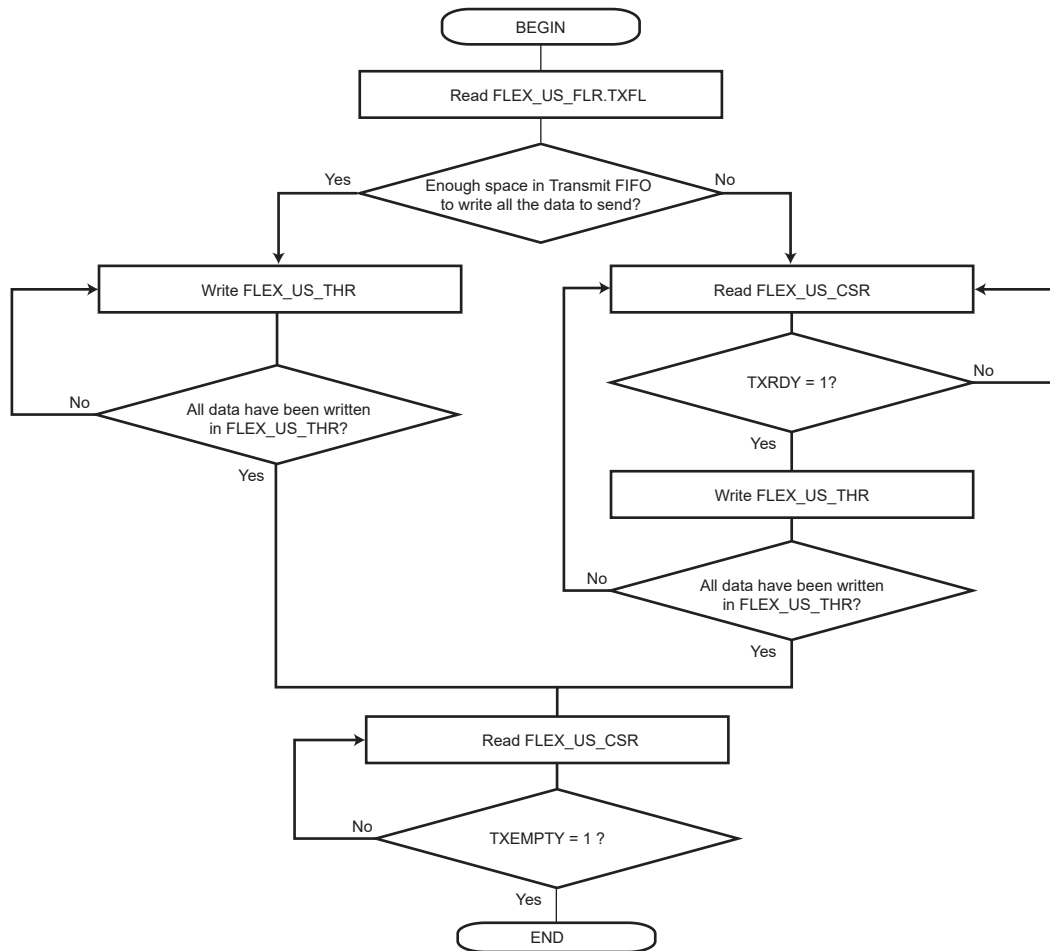 BEGIN
Read FLEX_US_FLR.TXFL
Yes
Enough space in Transmit FIFO
to write all the data to send?
No
Write FLEX_US_THR
Read FLEX_US_CSR
TXRDY = 1?
No
No
All data have been written
in FLEX_US_THR?
Yes
Yes
Write FLEX_US_THR
No
All data have been written
in FLEX_US_THR?
Yes
Read FLEX_US_CSR
No
TXEMPTY = 1 ?
Yes
END